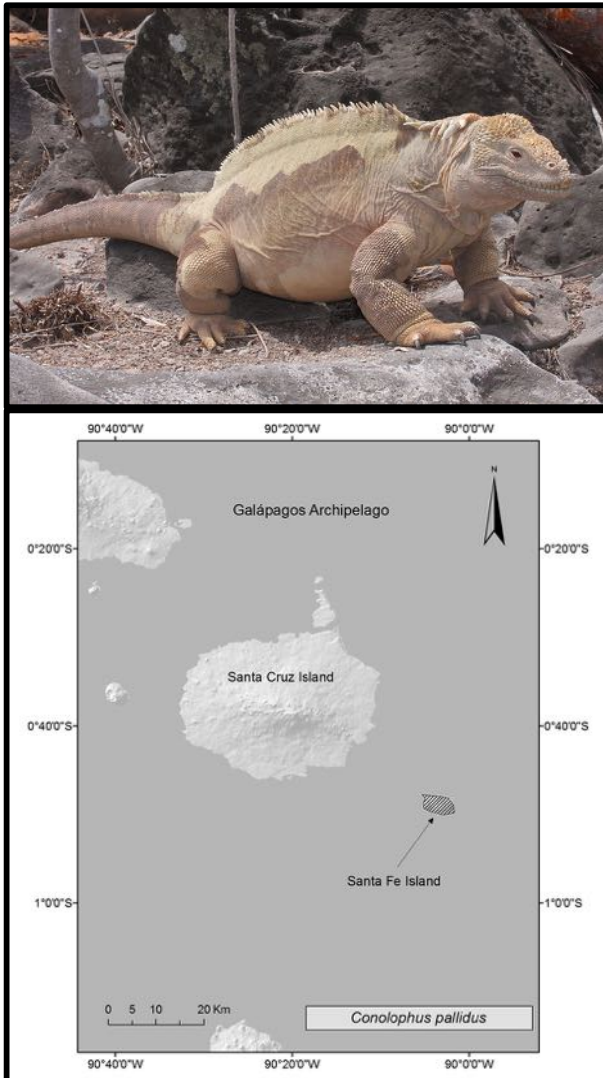 90°40'0"W 90°20'0"W 90°0'0"W
N
Galápagos Archipelago
0°20'0"S 0°20'0"S
Santa Cruz Island
0°40'0"S 0°40'0"S
Santa Fe Island
1°0'0"S 1°0'0"S
0 5 10 20 Km
Conolophus pallidus
90°40'0"W 90°20'0"W 90°0'0"W